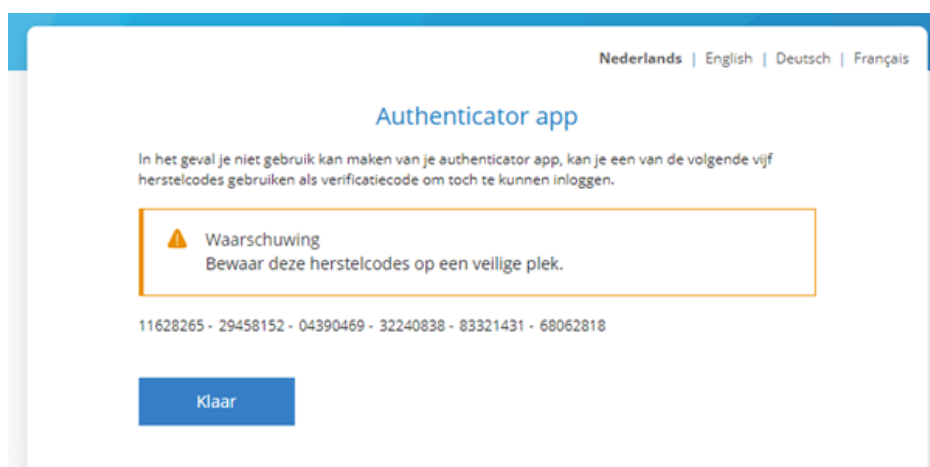 Nederlands | English | Deutsch | Français
Authenticator app
In het geval je niet gebruik kan maken van je authenticator app, kan je een van de volgende vijf
herstelcodes gebruiken als verificatiecode om toch te kunnen inloggen.
Waarschuwing
Bewaar deze herstelcodes op een veilige plek.
11628265 - 29458152 - 04390469 - 32240838 - 83321431 - 68062818
Klaar